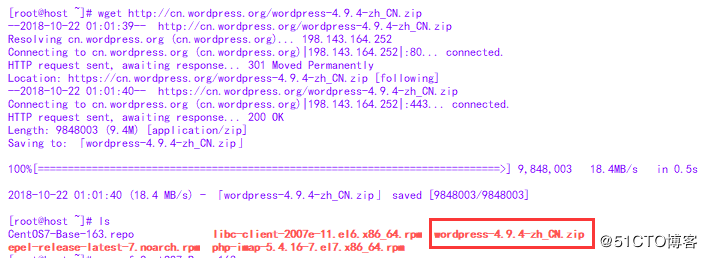 [root@host ~]# wget http://cn.wordpress.org/wordpress-4.9.4-zh_CN.zip
--2018-10-22 01:01:39--  http://cn.wordpress.org/wordpress-4.9.4-zh_CN.zip
Resolving cn.wordpress.org (cn.wordpress.org)... 198.143.164.252
Connecting to cn.wordpress.org (cn.wordpress.org)|198.143.164.252|:80... connected.
HTTP request sent, awaiting response... 301 Moved Permanently
Location: https://cn.wordpress.org/wordpress-4.9.4-zh_CN.zip [following]
--2018-10-22 01:01:40--  https://cn.wordpress.org/wordpress-4.9.4-zh_CN.zip
Connecting to cn.wordpress.org (cn.wordpress.org)|198.143.164.252|:443... connected.
HTTP request sent, awaiting response... 200 OK
Length: 9848003 (9.4M) [application/zip]
Saving to: 「wordpress-4.9.4-zh_CN.zip」
100%[==============================================================>] 9,848,003   18.4MB/s   in 0.5s
2018-10-22 01:01:40 (18.4 MB/s) - 「wordpress-4.9.4-zh_CN.zip」 saved [9848003/9848003]
[root@host ~]# ls
CentOS7-Base-163.repo libc-client-2007e-11.el6.x86_64.rpm wordpress-4.9.4-zh_CN.zip
epel-release-latest-7.noarch.rpm php-imap-5.4.16-7.el7.x86_64.rpm
@51CTO博客